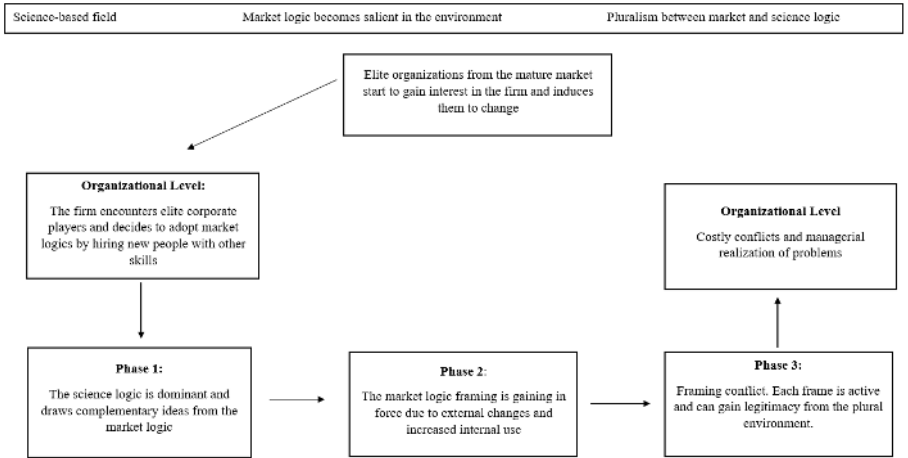 Science-based field
Market logic becomes salient in the environment
Pluralism between market and science logic
Elite organizations from the mature market
start to gain interest in the firm and induces
them to change
Organizational Level:
The firm encounters elite corporate
players and decides to adopt market
logics by hiring new people with other
skills
Organizational Level
Costly conflicts and managerial
realization of problems
Phase 1:
The science logic is dominant and
draws complementary ideas from the
market logic
Phase 2:
The market logic framing is gaining in
force due to external changes and
increased internal use
Phase 3:
Framing conflict. Each frame is active
and can gain legitimacy from the plural
environment.